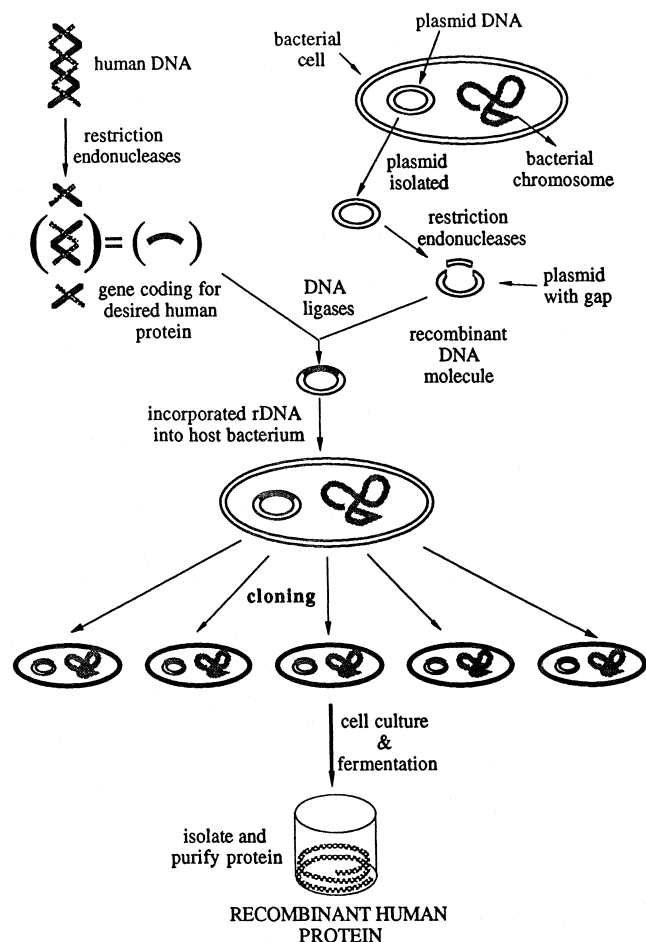 plasmid DNA
bacterial
cell
human DNA
restriction
endonucleases
plasmid
isolated
bacterial
chromosome
restriction
endonucleases
=
gene coding for
desired human
protein
DNA
ligases
plasmid
with gap
recombinant
DNA
molecule
incorporated rDNA
into host bacterium
cloning
cell culture
&
fermentation
isolate and
purify protein
RECOMBINANT HUMAN
PROTEIN